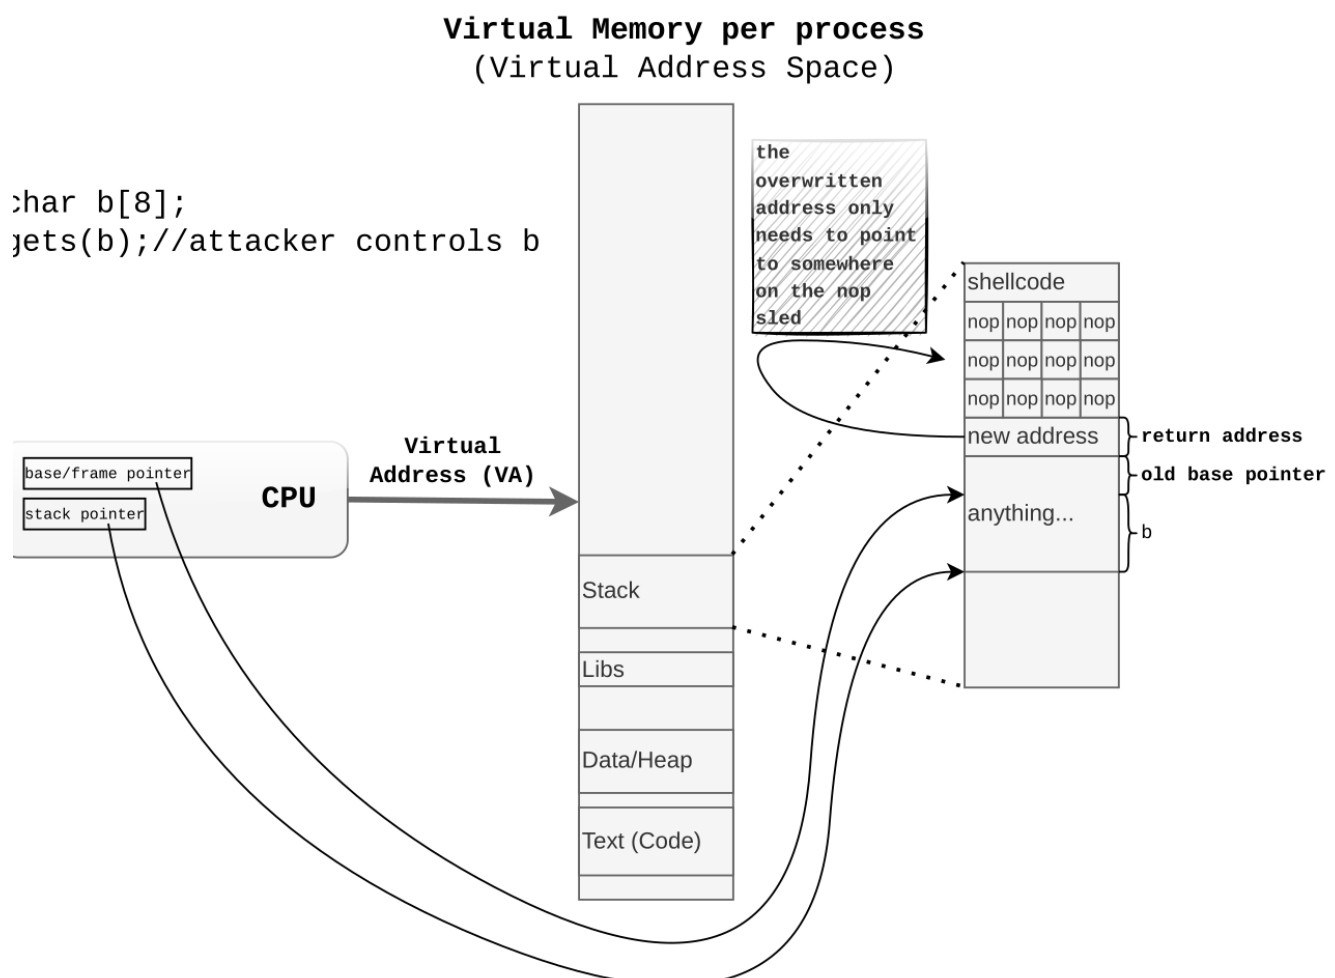 Virtual Memory per process
(Virtual Address Space)
char b[8];
gets(b);//attacker controls b
the
overwritten
address only
needs to point
to somewhere
on the nop
sled
shellcode
nop nop nop nop
nop nop nop nop
nop nop nop nop
new address
return address
old base pointer
anything...
b
Virtual
Address (VA)
base/frame pointer
stack pointer
CPU
Stack
Libs
Data/Heap
Text (Code)